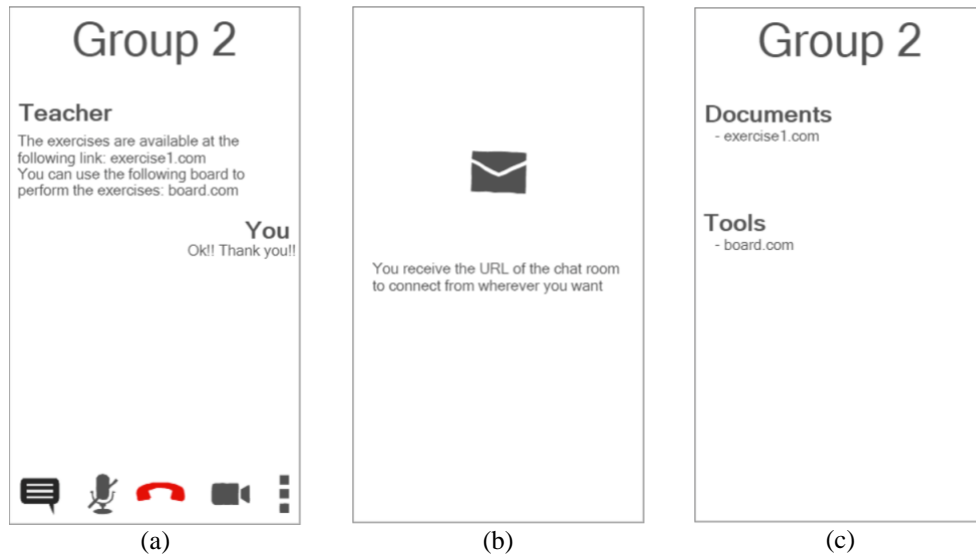 Group 2
Teacher
The exercises are available at the
following link: exercise1.com
You can use the following board to
perform the exercises: board.com
You
Ok!! Thank you!!
(a)
You receive the URL of the chat room
to connect from wherever you want
(b)
Group 2
Documents
- exercise1.com
Tools
- board.com
(c)